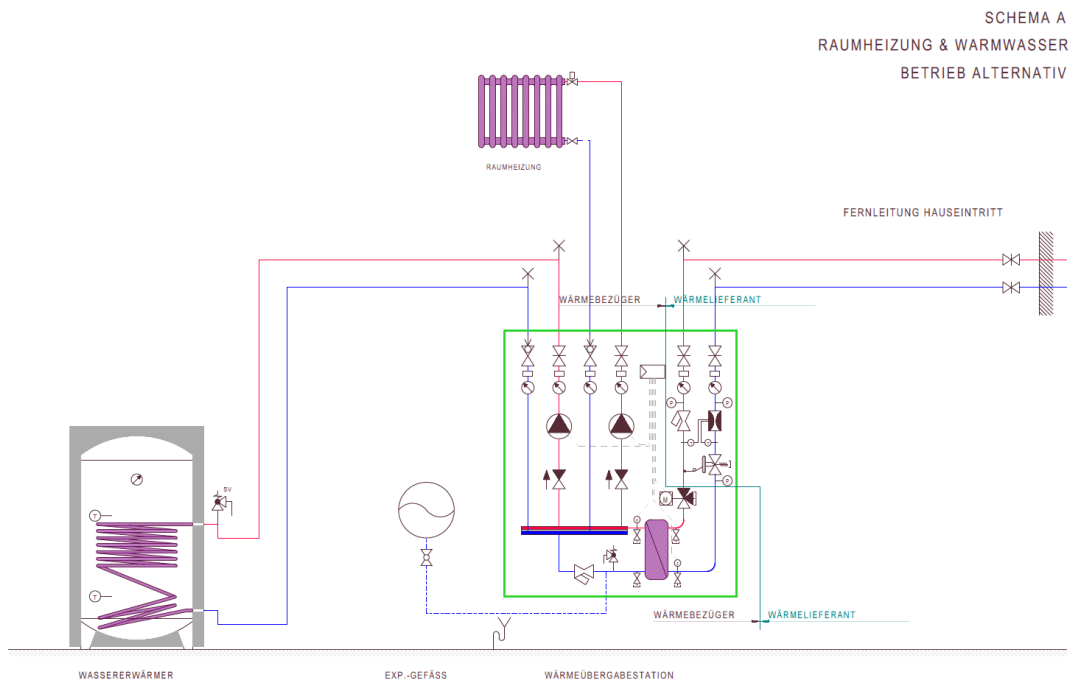 SCHEMA A
RAUMHEIZUNG & WARMWASSER
BETRIEB ALTERNATIV
RAUMHEIZUNG
FERNLEITUNG HAUSEINTRITT
WÄRMEBEZÜGER WÄRMELIEFERANT
P P
SV
T
P
M
T
WÄRMEBEZÜGER WÄRMELIEFERANT
WASSERERWÄRMER EXP.-GEFÄSS WÄRMEÜBERGABESTATION